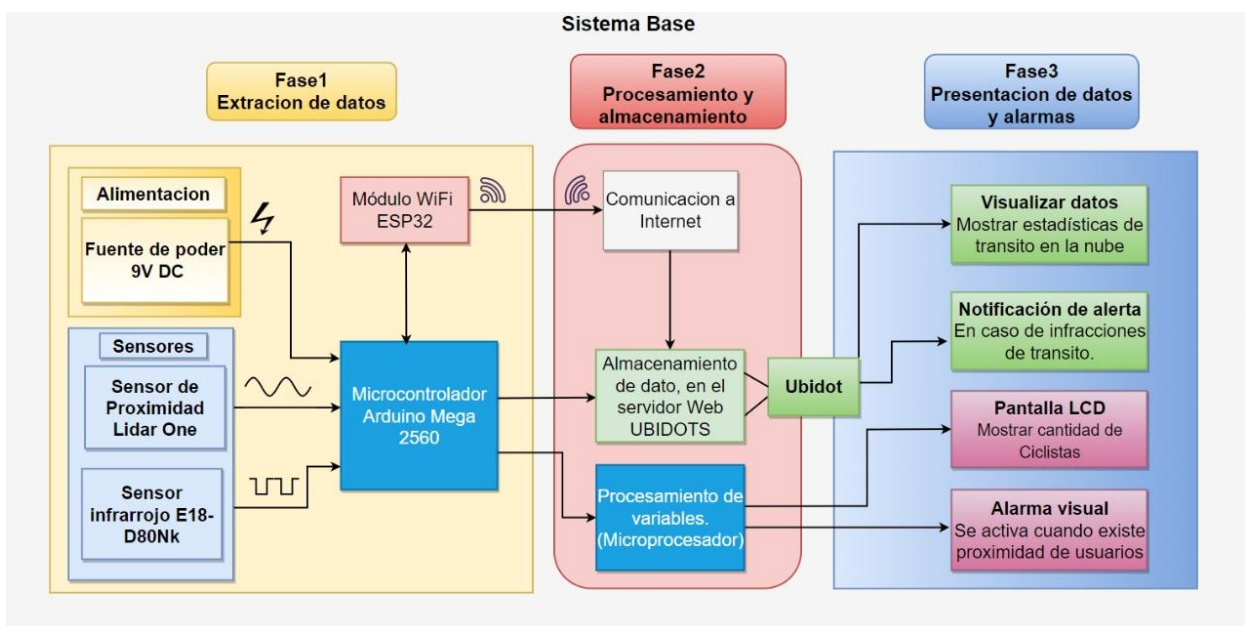 Sistema Base
Fase1
Extracion de datos
Fase2
Procesamiento y
almacenamiento
Fase3
Presentacion de datos
y alarmas
Alimentacion
Fuente de poder
9V DC
Sensores
Sensor de
Proximidad
Lidar One
Sensor
infrarrojo E18-
D80Nk
Módulo WiFi
ESP32
Microcontrolador
Arduino Mega
2560
Comunicacion a
Internet
Almacenamiento
de dato, en el
servidor Web
UBIDOTS
Procesamiento de
variables.
(Microprocesador)
Ubidot
Visualizar datos
Mostrar estadísticas de
transito en la nube
Notificación de alerta
En caso de infracciones
de transito.
Pantalla LCD
Mostrar cantidad de
Ciclistas
Alarma visual
Se activa cuando existe
proximidad de usuarios